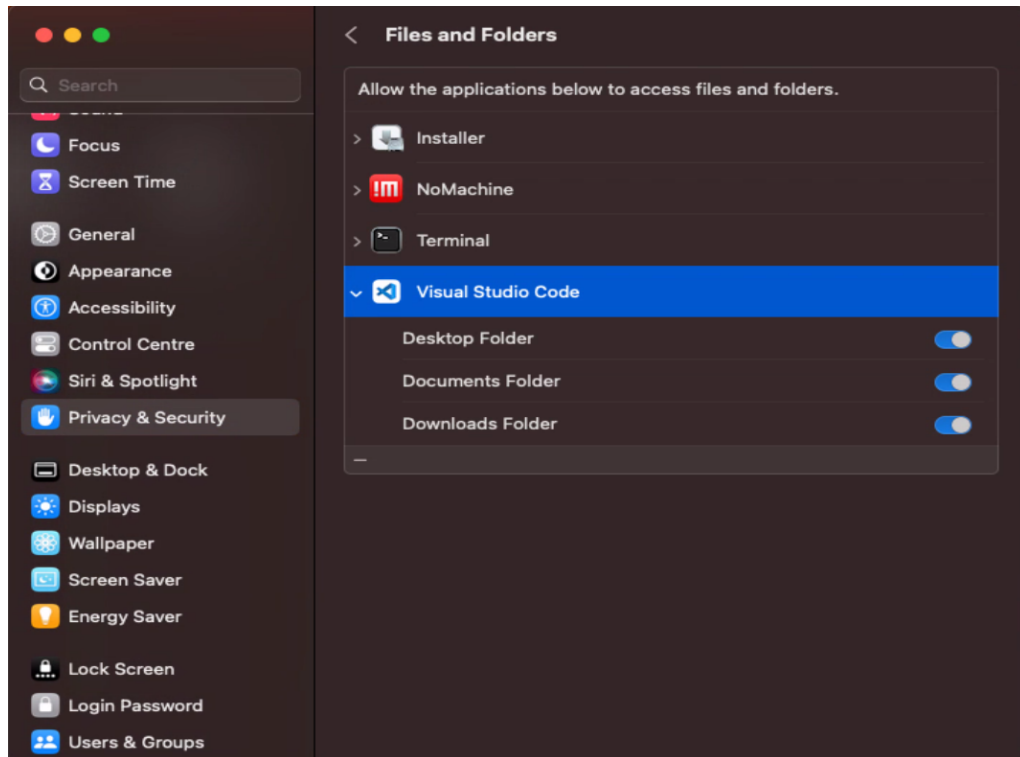 Search
Sound
Focus
Screen Time
General
Appearance
Accessibility
Control Centre
Siri & Spotlight
Privacy & Security
Desktop & Dock
Displays
Wallpaper
Screen Saver
Energy Saver
Lock Screen
Login Password
Users & Groups
Files and Folders
Allow the applications below to access files and folders.
Installer
!M NoMachine
Terminal
Visual Studio Code
Desktop Folder
Documents Folder
Downloads Folder